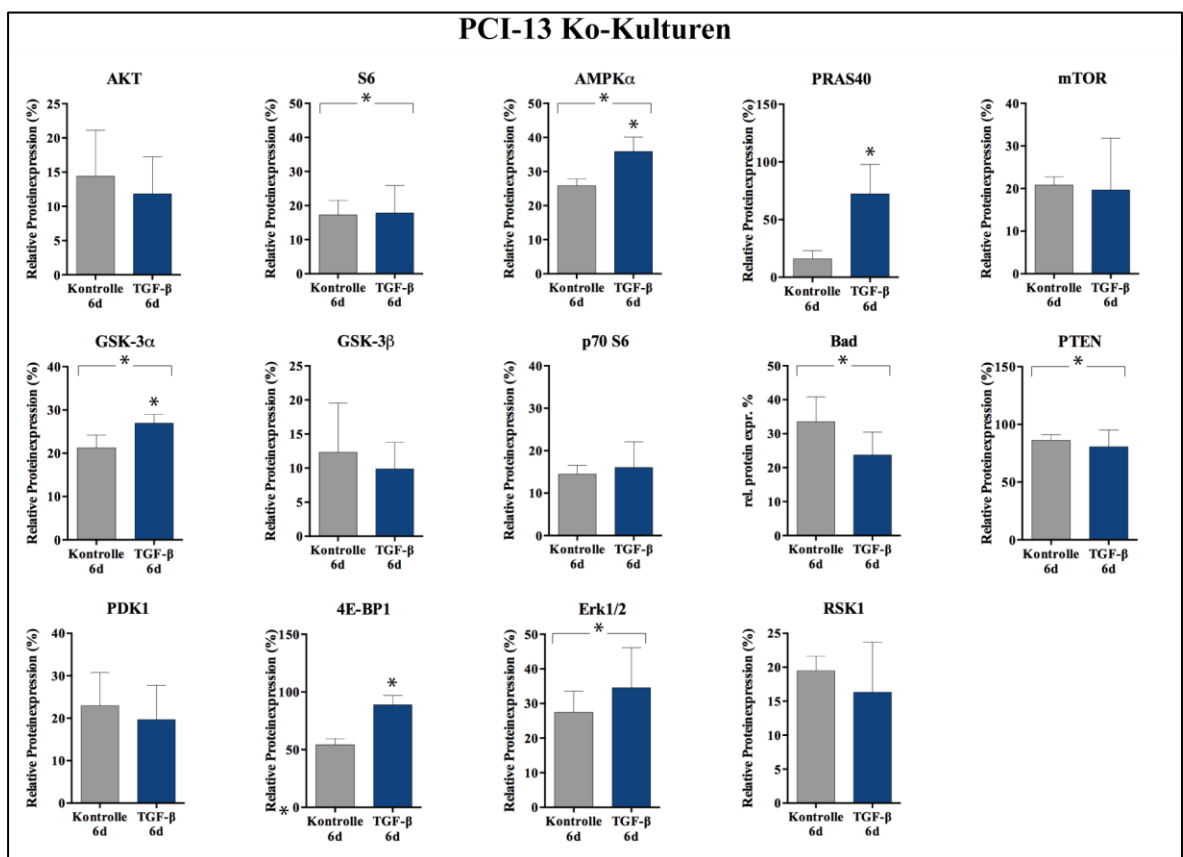 PCI-13 Ko-Kulturen
AKT
Relative Proteinexpression (%)
25
20
15
10
5
0
Kontrolle TGF-β
6d 6d
S6
Relative Proteinexpression (%)
50
40
30
20
10
0
*
Kontrolle TGF-β
6d 6d
AMPKα
Relative Proteinexpression (%)
50
40
30
20
10
0
*
*
Kontrolle TGF-β
6d 6d
PRAS40
Relative Proteinexpression (%)
150
100
50
0
*
Kontrolle TGF-β
6d 6d
mTOR
Relative Proteinexpression (%)
40
30
20
10
0
Kontrolle TGF-β
6d 6d
GSK-3α
Relative Proteinexpression (%)
40
30
20
10
0
*
*
Kontrolle TGF-β
6d 6d
GSK-3β
Relative Proteinexpression (%)
25
20
15
10
5
0
Kontrolle TGF-β
6d 6d
p70 S6
Relative Proteinexpression (%)
40
30
20
10
0
Kontrolle TGF-β
6d 6d
Bad
rel. protein expr. %
50
40
30
20
10
0
*
Kontrolle TGF-β
6d 6d
PTEN
Relative Proteinexpression (%)
150
100
50
0
*
Kontrolle TGF-β
6d 6d
PDK1
Relative Proteinexpression (%)
40
30
20
10
0
Kontrolle TGF-β
6d 6d
4E-BP1
Relative Proteinexpression (%)
150
100
50
0
*
*
Kontrolle TGF-β
6d 6d
Erk1/2
Relative Proteinexpression (%)
50
40
30
20
10
0
*
Kontrolle TGF-β
6d 6d
RSK1
Relative Proteinexpression (%)
25
20
15
10
5
0
Kontrolle TGF-β
6d 6d